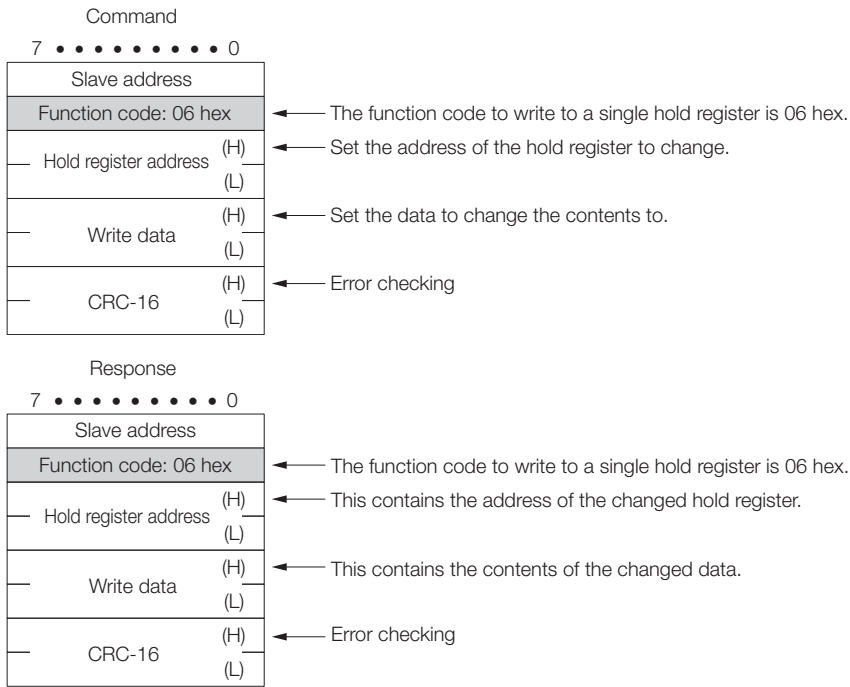 Command
7 • • • • • • • • • 0
Slave address
Function code: 06 hex
The function code to write to a single hold register is 06 hex.
Hold register address
(H)
Set the address of the hold register to change.
(L)
Write data
(H)
Set the data to change the contents to.
(L)
CRC-16
(H)
Error checking
(L)
Response
7 • • • • • • • • • 0
Slave address
Function code: 06 hex
The function code to write to a single hold register is 06 hex.
Hold register address
(H)
This contains the address of the changed hold register.
(L)
Write data
(H)
This contains the contents of the changed data.
(L)
CRC-16
(H)
Error checking
(L)